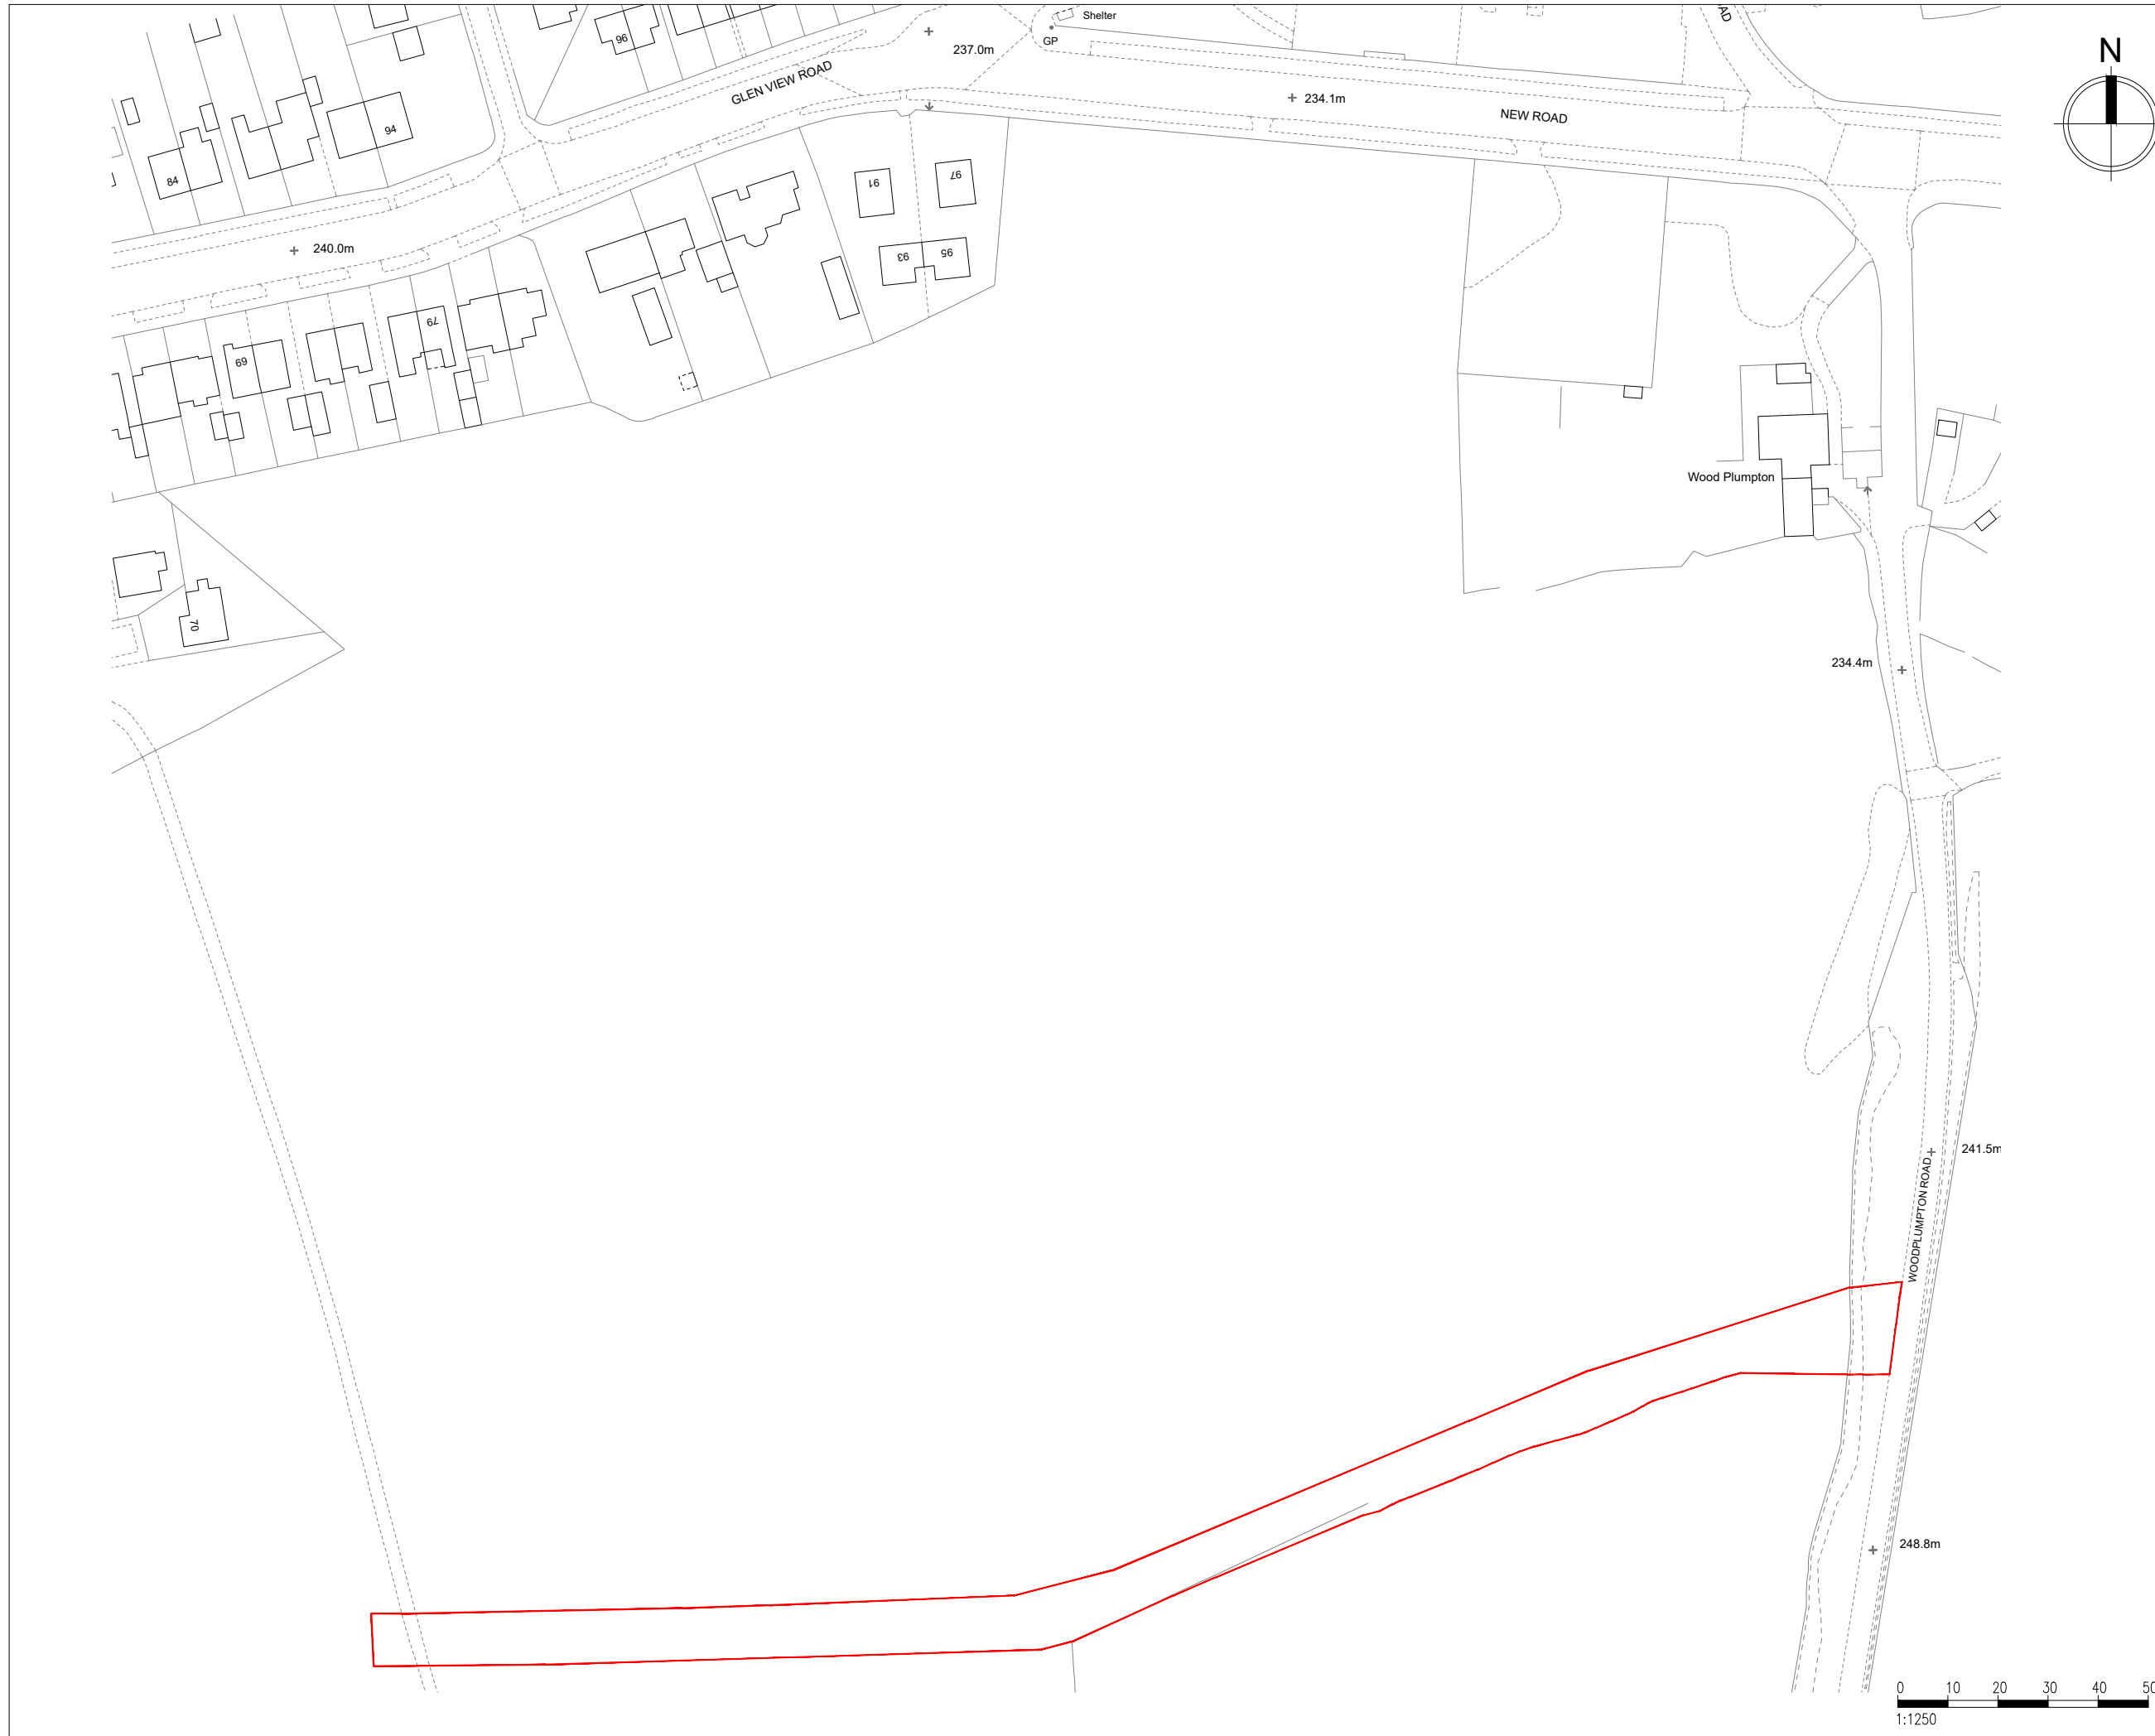 Shelter
GP
AD
N
96
237.0m
GLEN VIEW ROAD
234.1m
NEW ROAD
94
84
91
97
240.0m
93
95
79
69
Wood Plumpton
70
234.4m
241.5m
WOODPLUMPTON ROAD
248.8m
0 10 20 30 40 50
1:1250